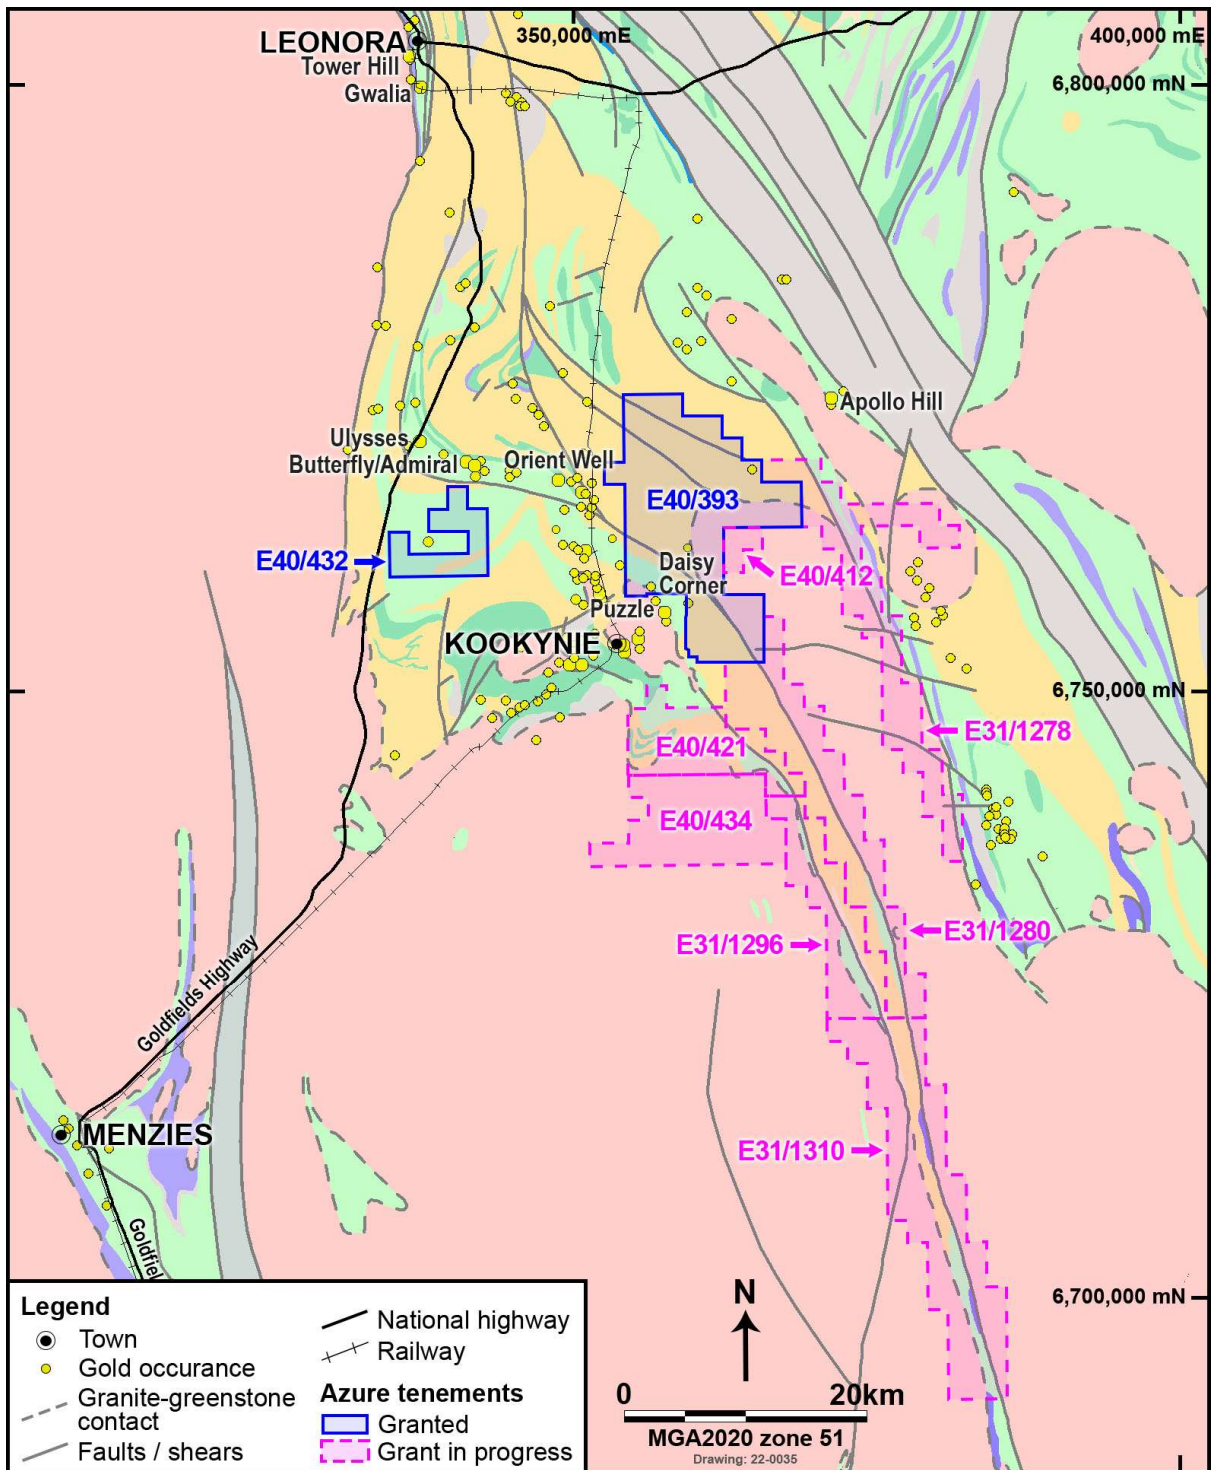 350,000 mE
400,000 mE
LEONORA
Tower Hill
Gwalia
6,800,000 mN
Apollo Hill
Ulysses
Butterfly/Admiral
Orient Well
E40/393
E40/432
Daisy
Corner
E40/412
Puzzle
KOOKYNIE
6,750,000 mN
E31/1278
E40/421
E40/434
E31/1296
E31/1280
Goldfields Highway
MENZIES
E31/1310
Goldfiel
6,700,000 mN
N
0
20km
MGA2020 zone 51
Drawing: 22-0035
Legend
Town
Gold occurance
Granite-greenstone
contact
Faults / shears
National highway
Railway
Azure tenements
Granted
Grant in progress